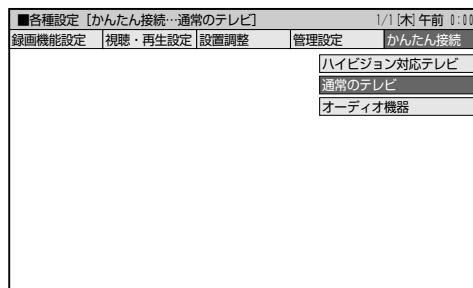 ■各種設定［かんたん接続…通常のテレビ］ 1/1[木]午前 0:00
録画機能設定 視聴・再生設定 設置調整 管理設定 かんたん接続
ハイビジョン対応テレビ
通常のテレビ
オーディオ機器